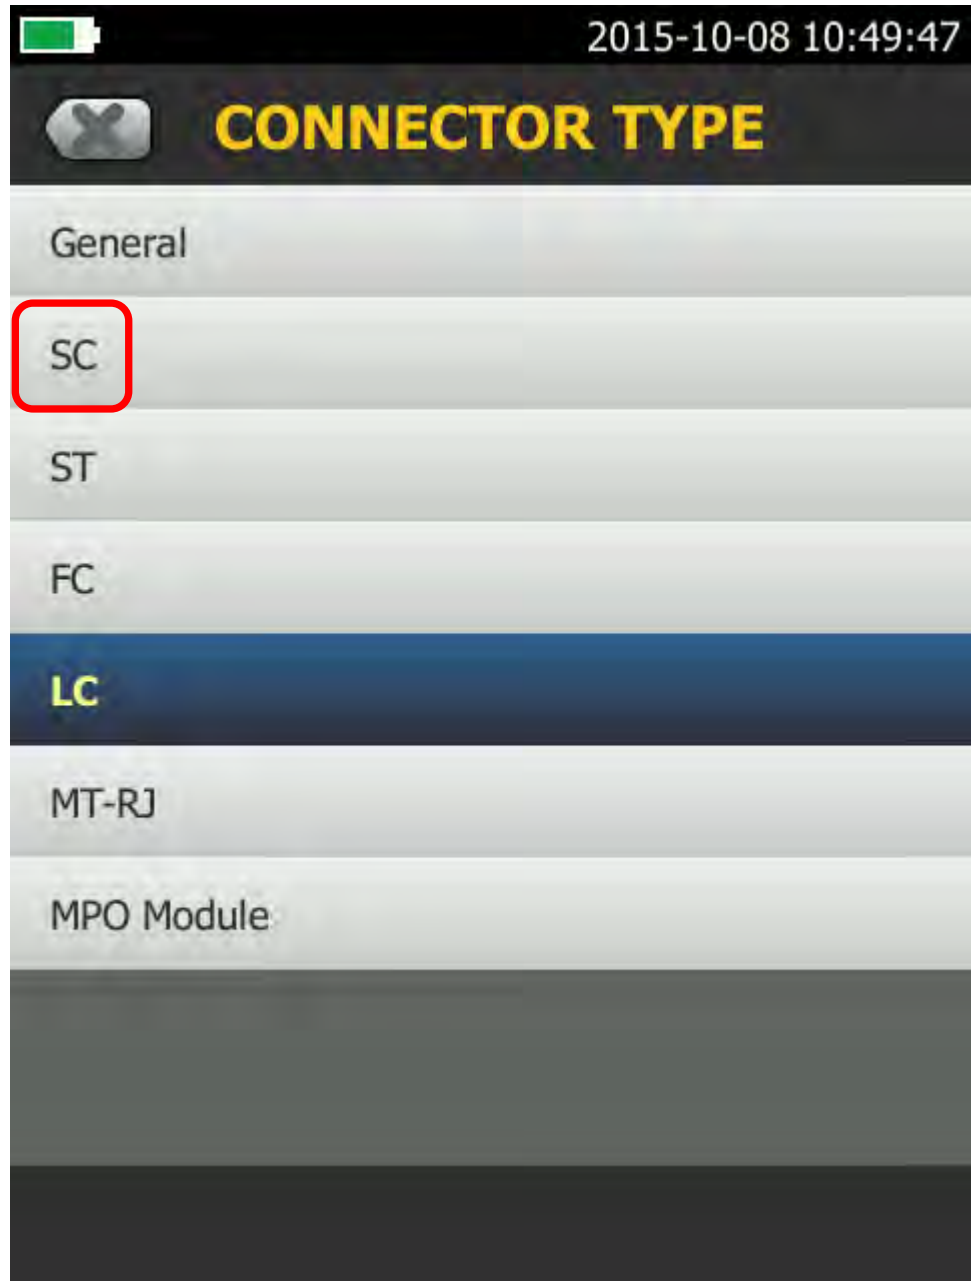 2015-10-08 10:49:47
CONNECTOR TYPE
General
SC
ST
FC
LC
MT-RJ
MPO Module